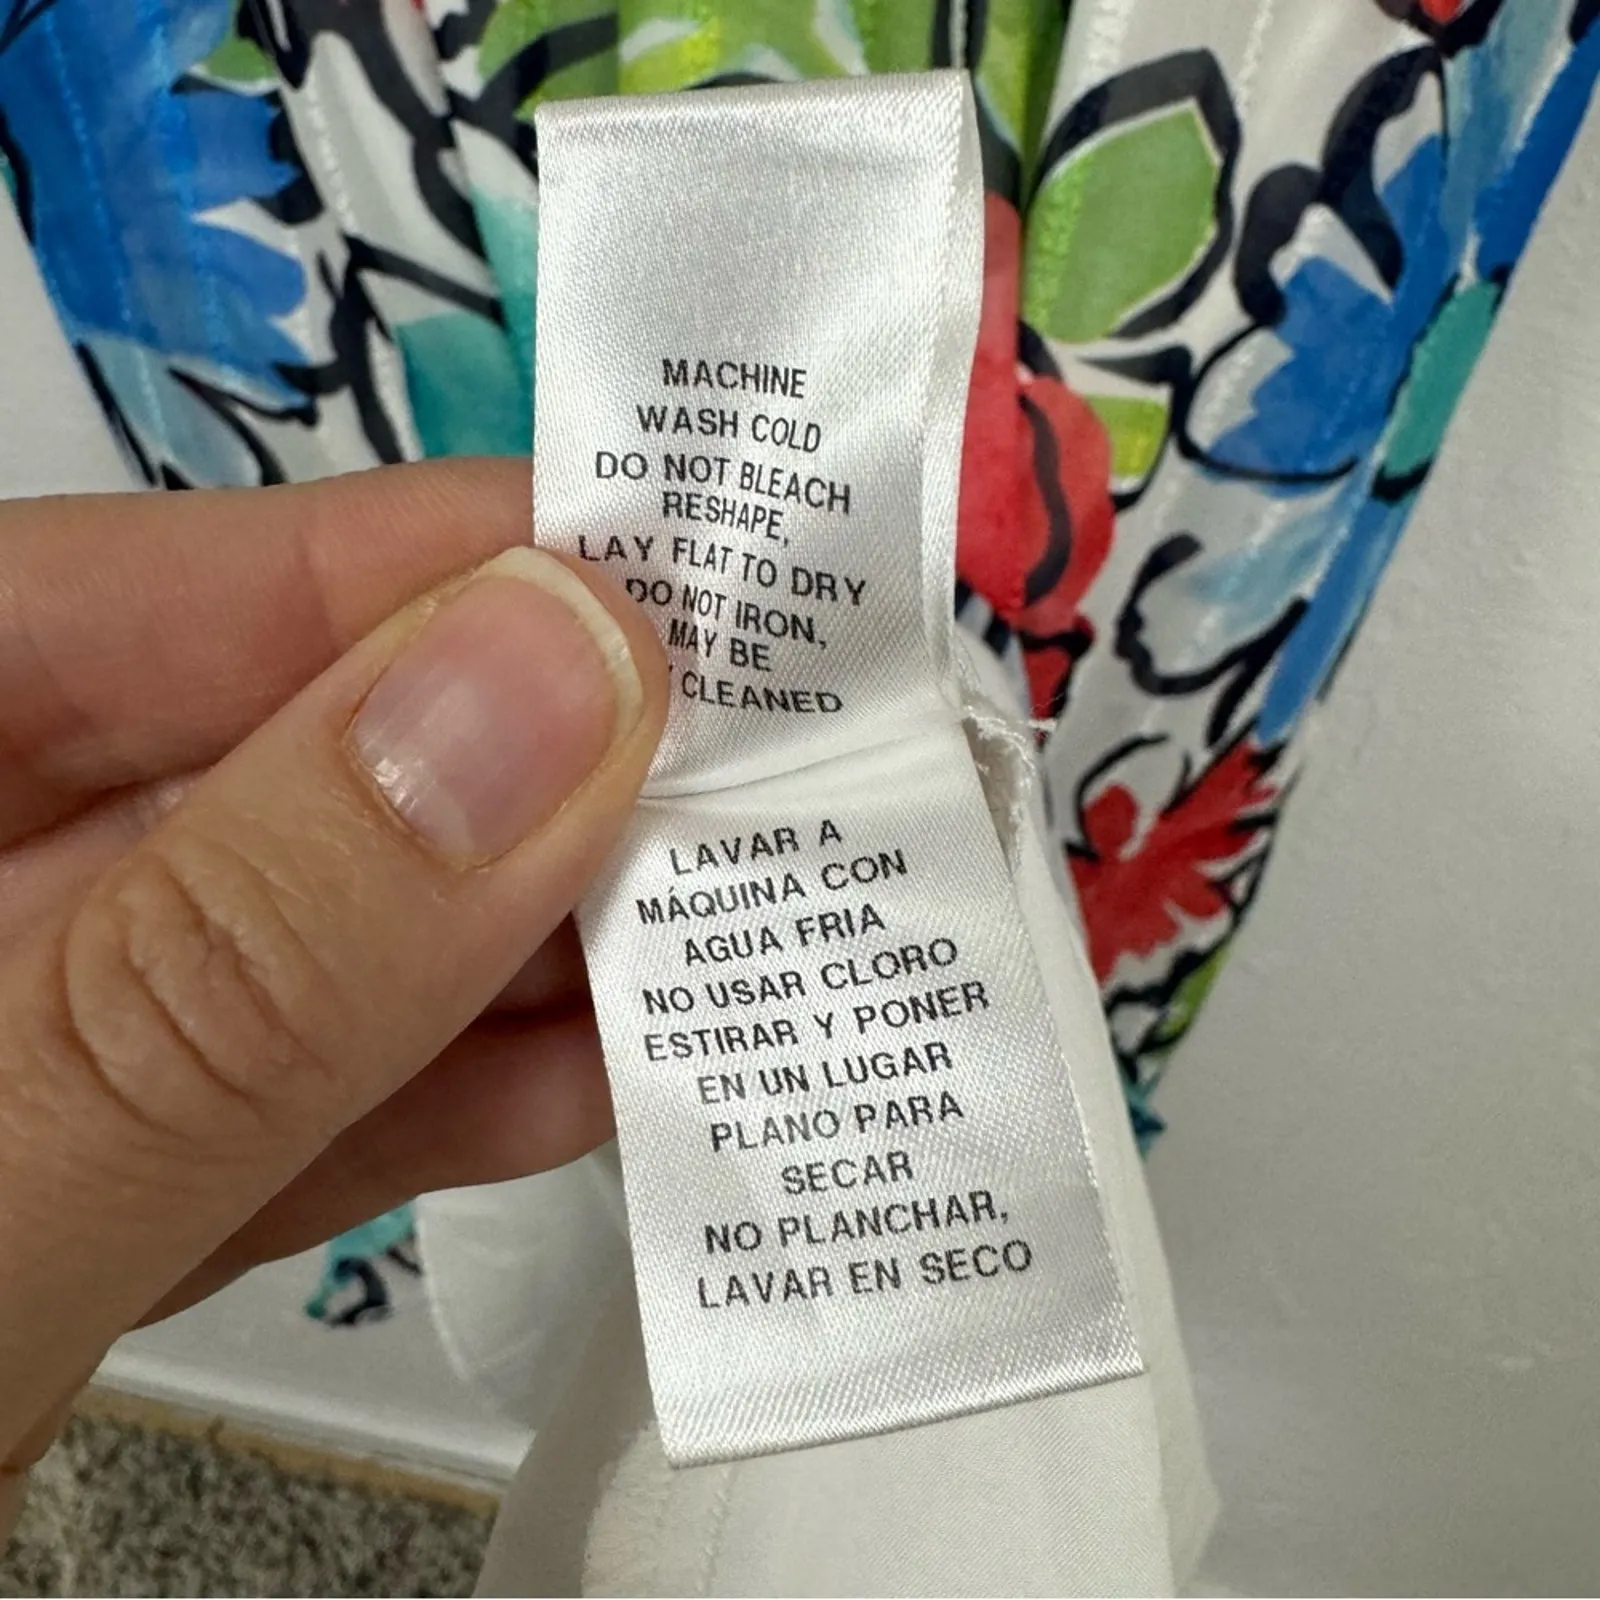 MACHINE
WASH COLD
DO NOT BLEACH
RESHAPE,
LAY FLAT TO DRY
DO NOT IRON,
MAY BE
CLEANED
LAVAR A
MÁQUINA CON
AGUA FRIA
NO USAR CLORO
ESTIRAR Y PONER
EN UN LUGAR
PLANO PARA
SECAR
NO PLANCHAR,
LAVAR EN SECO